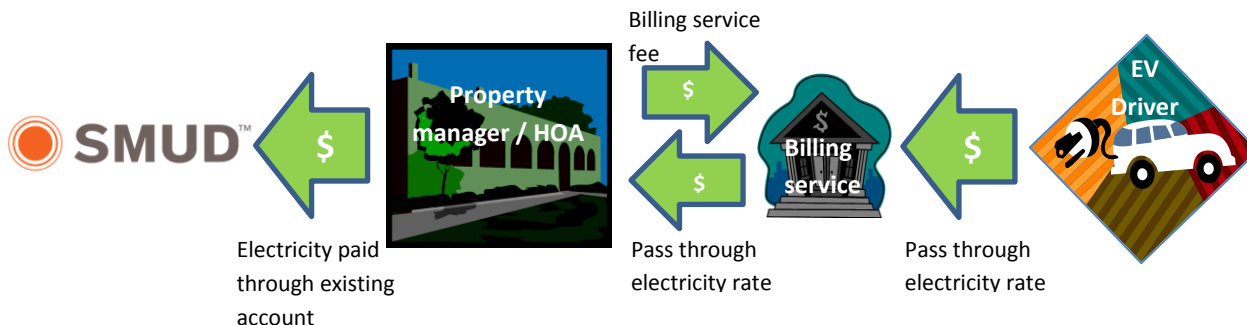 SMUD™
$
Electricity paid
through existing
account
Property
manager / HOA
Billing service
fee
$
$
Pass through
electricity rate
$
Billing
service
$
Pass through
electricity rate
EV
Driver